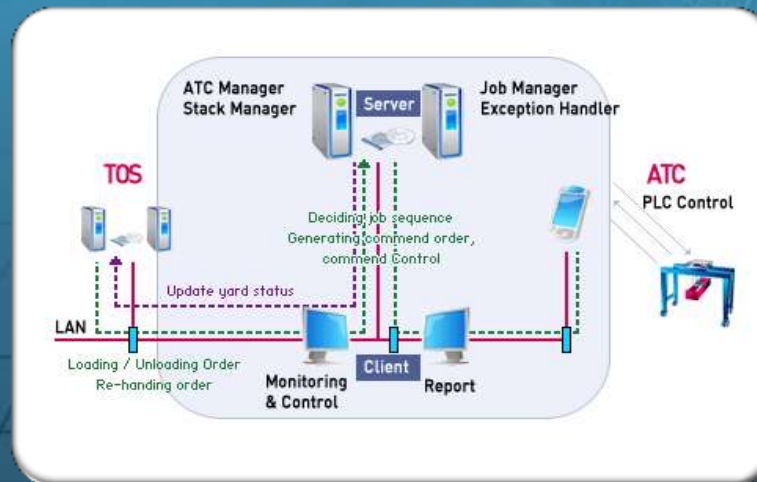 ATC Manager
Stack Manager
Server
Job Manager
Exception Handler
TOS
ATC
PLC Control
Deciding job sequence
Generating commend order,
commend Control
Update yard status
LAN
Loading / Unloading Order
Re-handing order
Monitoring
& Control
Client
Report